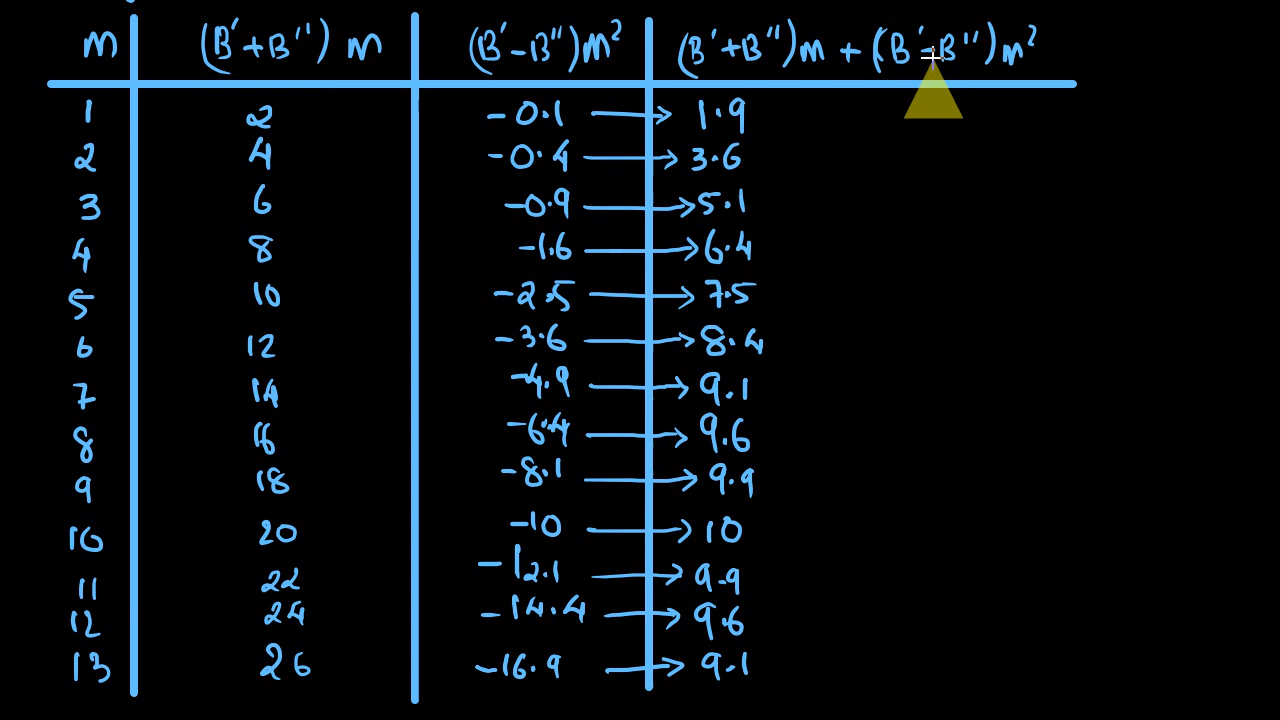 m (B′+B″) m (B′−B″)m² (B′+B″)m + (B′−B″)m²
1 2 −0.1 → 1.9
2 4 −0.4 → 3.6
3 6 −0.9 → 5.1
4 8 −1.6 → 6.4
5 10 −2.5 → 7.5
6 12 −3.6 → 8.4
7 14 −4.9 → 9.1
8 16 −6.4 → 9.6
9 18 −8.1 → 9.9
10 20 −10 → 10
11 22 −12.1 → 9.9
12 24 −14.4 → 9.6
13 26 −16.9 → 9.1